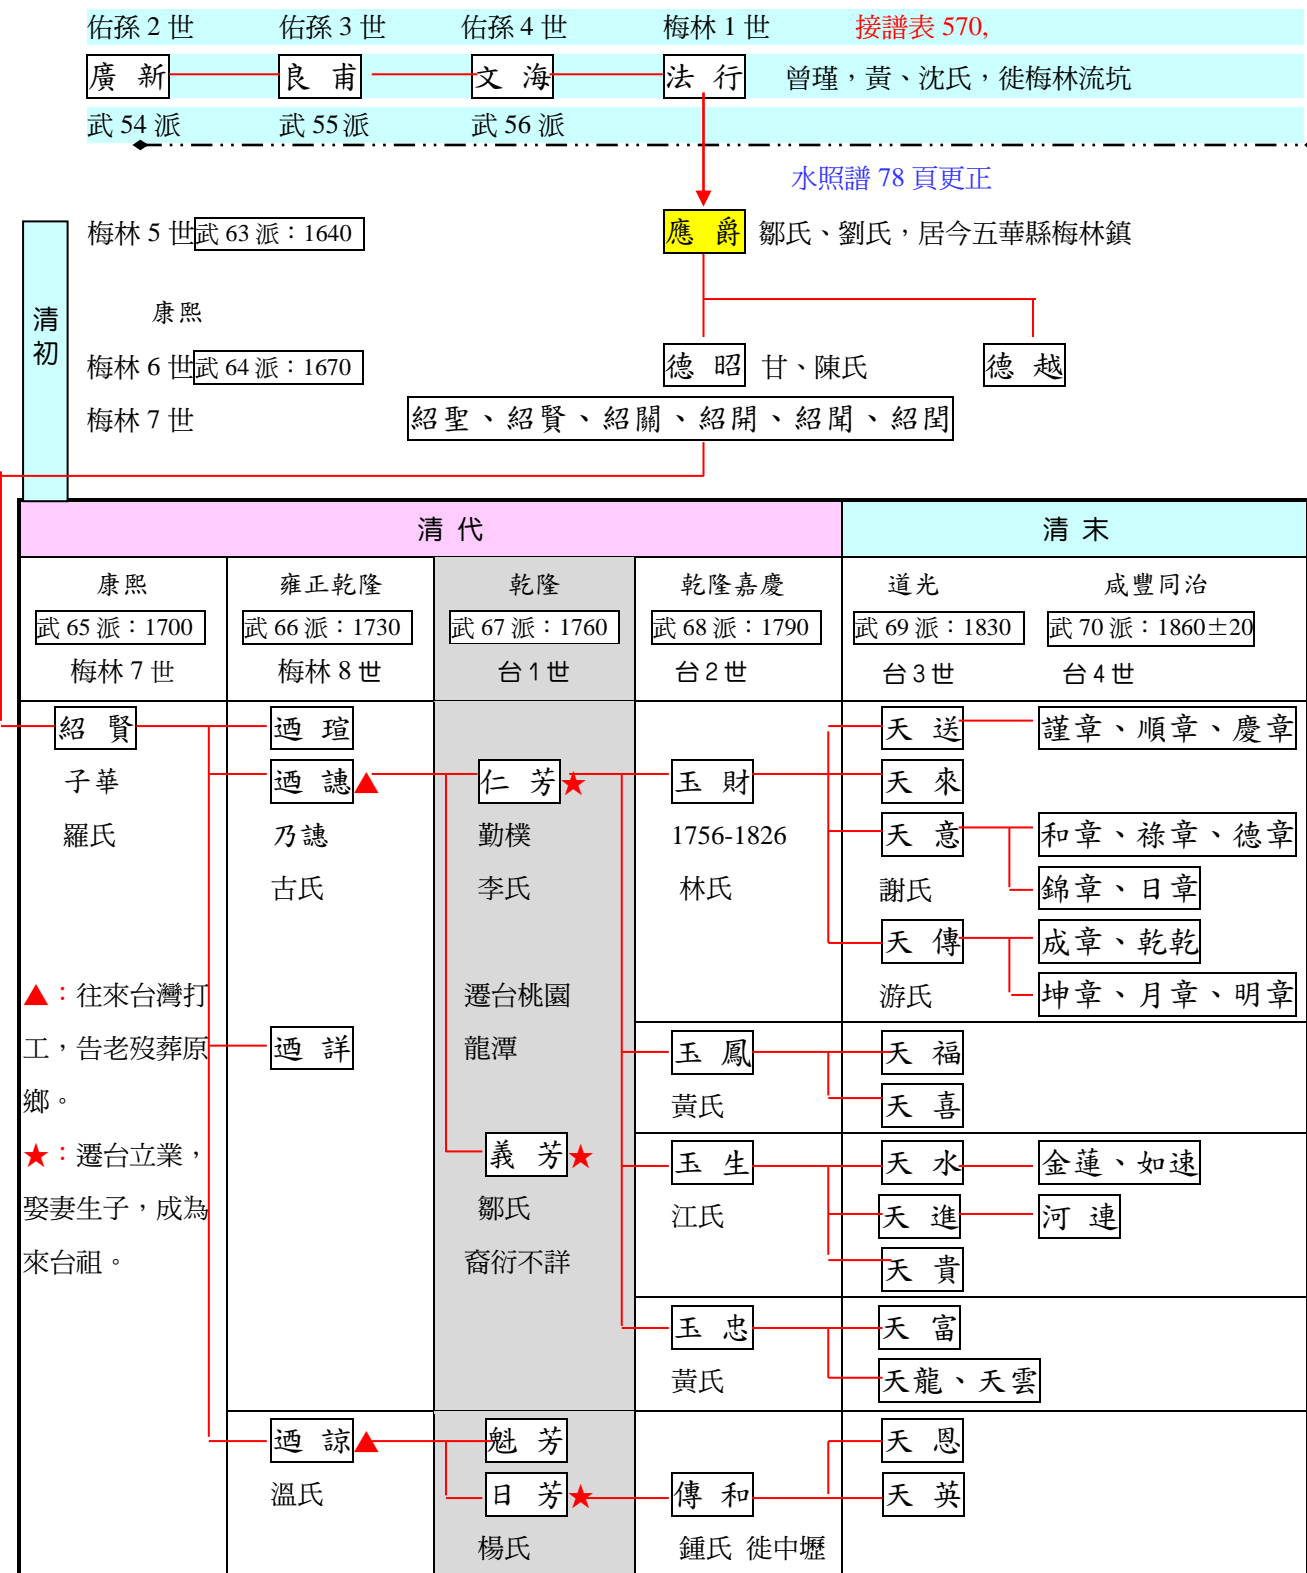 佑孫 2 世 佑孫 3 世 佑孫 4 世 梅林 1 世 接譜表 570,
廣 新 良 甫 文 海 法 行 曾瑾，黃、沈氏，徙梅林流坑
武 54 派 武 55 派 武 56 派
水照譜 78 頁更正
梅林 5 世 武 63 派：1640 應 爵 鄒氏、劉氏，居今五華縣梅林鎮
清初
康熙
梅林 6 世 武 64 派：1670 德 昭 甘、陳氏 德 越
梅林 7 世 紹聖、紹賢、紹關、紹開、紹聞、紹閏
清 代 清 末
康熙 雍正乾隆 乾隆 乾隆嘉慶 道光 咸豐同治
武 65 派：1700 武 66 派：1730 武 67 派：1760 武 68 派：1790 武 69 派：1830 武 70 派：1860±20
梅林 7 世 梅林 8 世 台 1 世 台 2 世 台 3 世 台 4 世
紹 賢 迺 瑄 天 送 謹章、順章、慶章
子華 迺 譓▲ 仁 芳★ 玉 財 天 來
羅氏 乃譓 勤樸 1756-1826 天 意 和章、祿章、德章
古氏 李氏 林氏 謝氏 錦章、日章
天 傳 成章、乾乾
▲：往來台灣打 遷台桃園 游氏 坤章、月章、明章
工，告老歿葬原 迺 詳 龍潭 玉 鳳 天 福
鄉。 黃氏 天 喜
★：遷台立業， 義 芳★ 玉 生 天 水 金蓮、如速
娶妻生子，成為 鄒氏 江氏 天 進 河 連
來台祖。 裔衍不詳 天 貴
玉 忠 天 富
黃氏 天龍、天雲
迺 諒▲ 魁 芳 天 恩
溫氏 日 芳★ 傳 和 天 英
楊氏 鍾氏 徙中壢